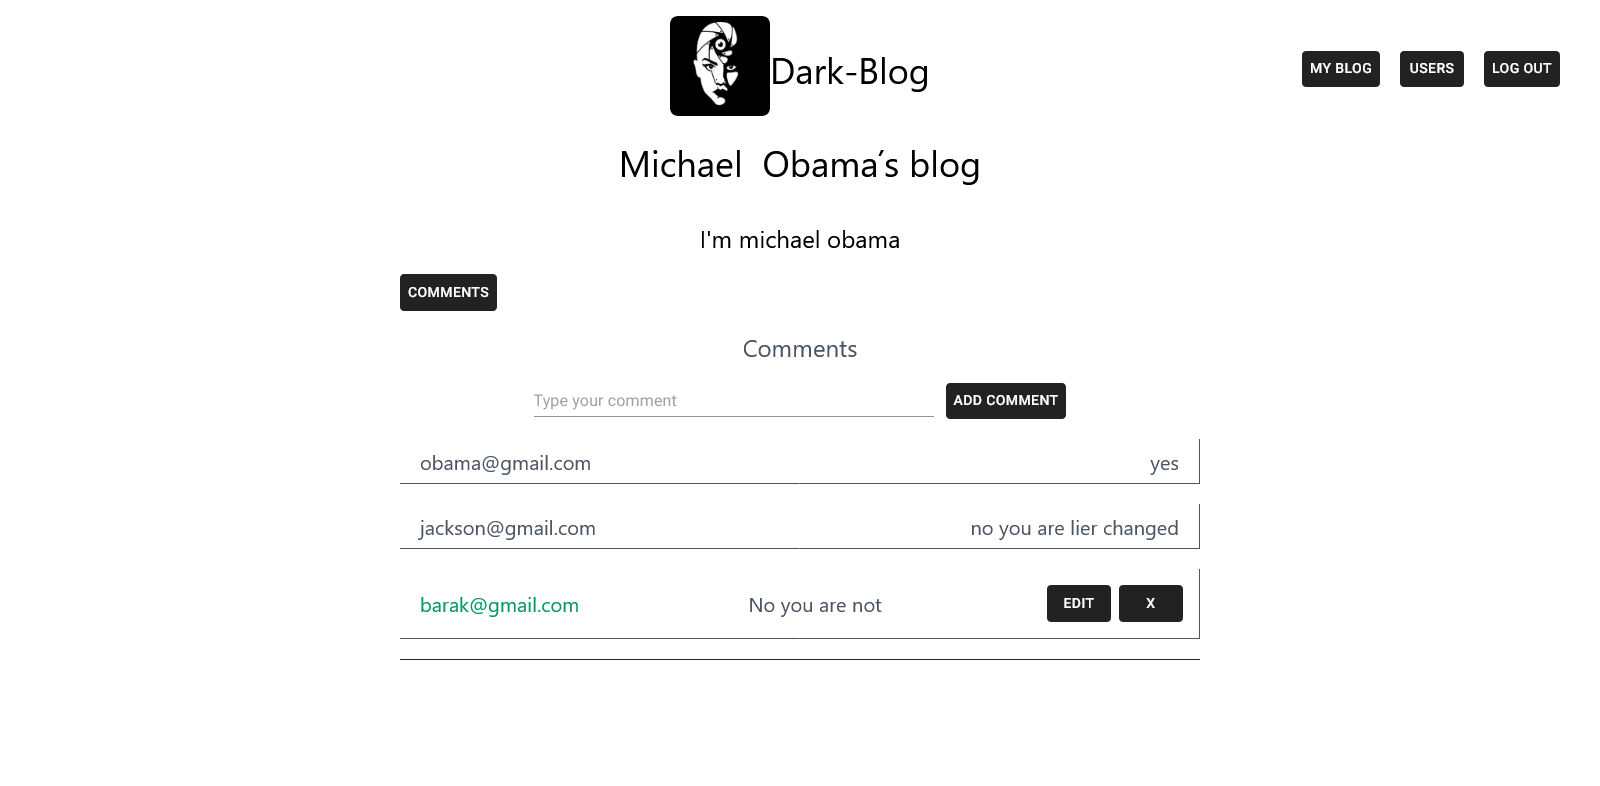 Dark-Blog
MY BLOG USERS LOG OUT
Michael  Obama´s blog
I'm michael obama
COMMENTS
Comments
Type your comment ADD COMMENT
obama@gmail.com yes
jackson@gmail.com no you are lier changed
barak@gmail.com No you are not EDIT X